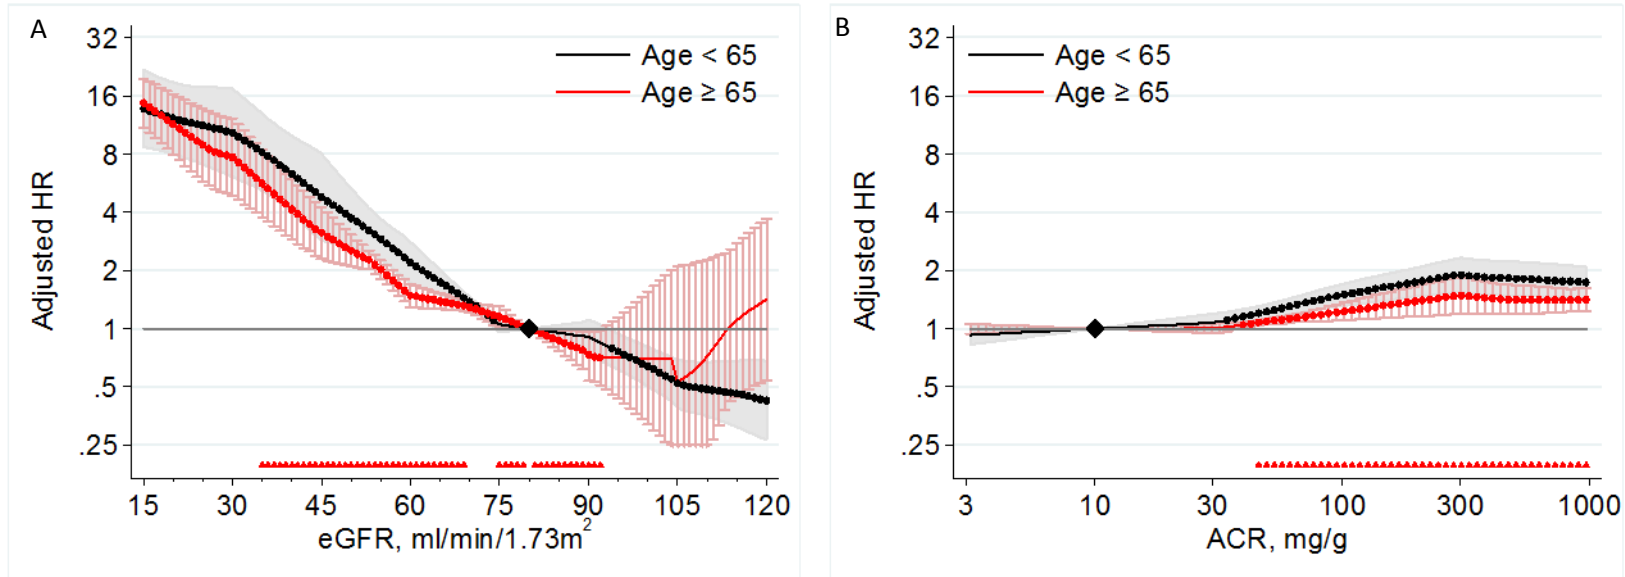 A
Adjusted HR
32
16
8
4
2
1
.5
.25
Age < 65
Age ≥ 65
15 30 45 60 75 90 105 120
eGFR, ml/min/1.73m²
B
Adjusted HR
32
16
8
4
2
1
.5
.25
Age < 65
Age ≥ 65
3 10 30 100 300 1000
ACR, mg/g